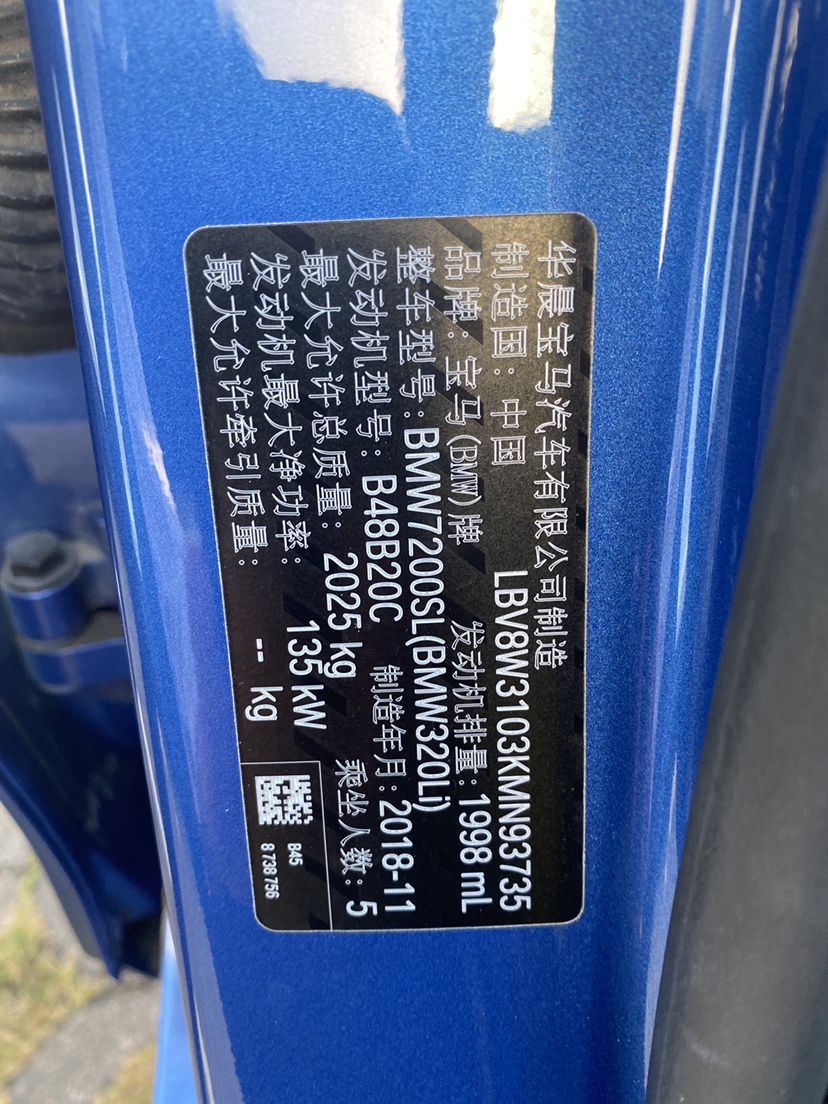 华晨宝马汽车有限公司制造
制造国：中国 LBV8W3103KMN93735
品牌：宝马(BMW)牌 发动机排量：1998 mL
整车型号：BMW7200SL(BMW320Li)
发动机型号：B48B20C 制造年月：2018-11
最大允许总质量：2025 kg 乘坐人数：5
发动机最大净功率：135 kW
最大允许牵引质量：-- kg
B45
8 738 756